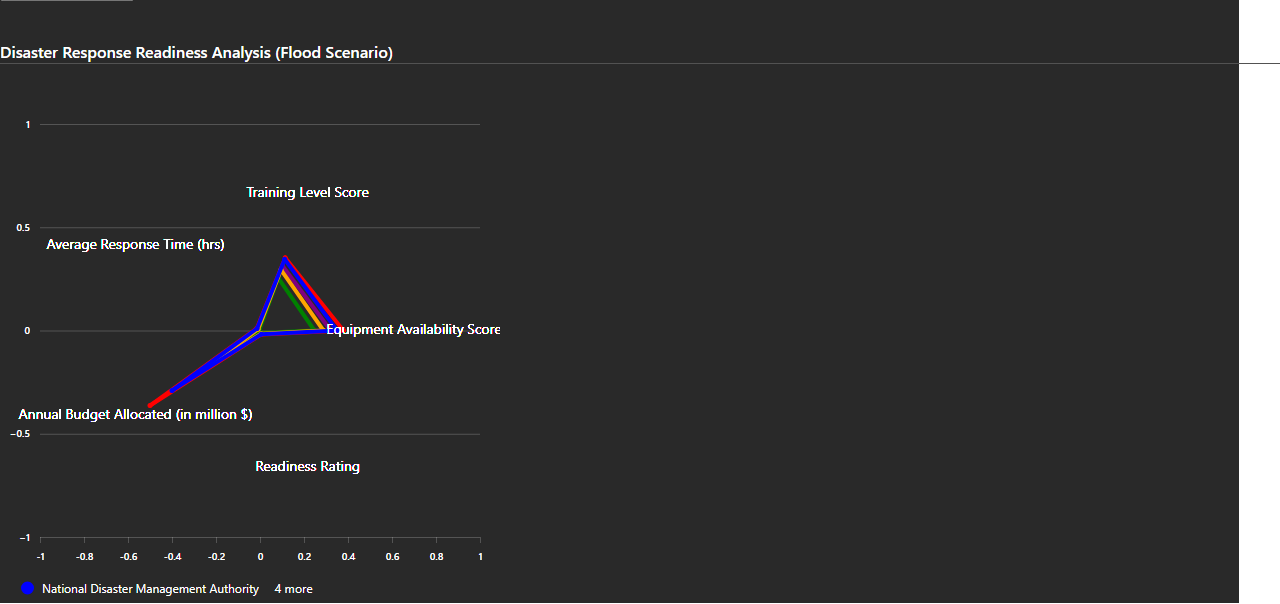 Disaster Response Readiness Analysis (Flood Scenario)
1
Training Level Score
0.5
Average Response Time (hrs)
0
Equipment Availability Score
Annual Budget Allocated (in million $)
−0.5
Readiness Rating
−1
-1 -0.8 -0.6 -0.4 -0.2 0 0.2 0.4 0.6 0.8 1
National Disaster Management Authority 4 more